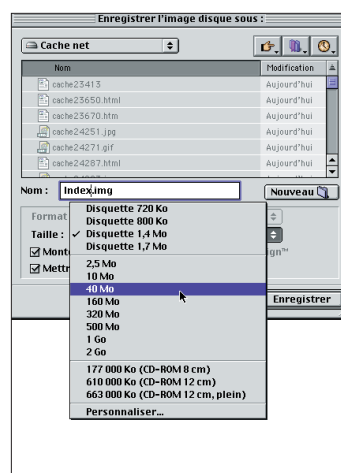 Enregistrer l'image disque sous :
Cache net
Nom Modification
cache23413 Aujourd'hui
cache23650.html Aujourd'hui
cache23670.htm Aujourd'hui
cache24251.jpg Aujourd'hui
cache24271.gif Aujourd'hui
cache24287.html Aujourd'hui
Nom : Index.img Nouveau
Format
Taille :
Monte
Mettr
ign™
Disquette 720 Ko
Disquette 800 Ko
✓ Disquette 1,4 Mo
Disquette 1,7 Mo
2,5 Mo
10 Mo
40 Mo
160 Mo
320 Mo
500 Mo
1 Go
2 Go
177 000 Ko (CD-ROM 8 cm)
610 000 Ko (CD-ROM 12 cm)
663 000 Ko (CD-ROM 12 cm, plein)
Personnaliser...
Enregistrer